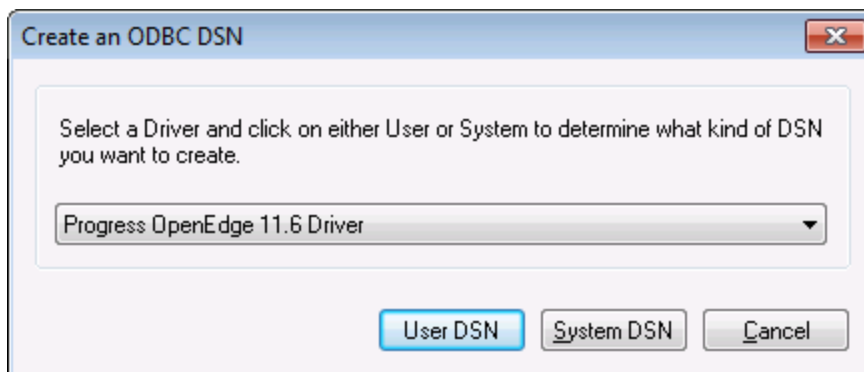 Create an ODBC DSN
Select a Driver and click on either User or System to determine what kind of DSN
you want to create.
Progress OpenEdge 11.6 Driver
User DSN
System DSN
Cancel